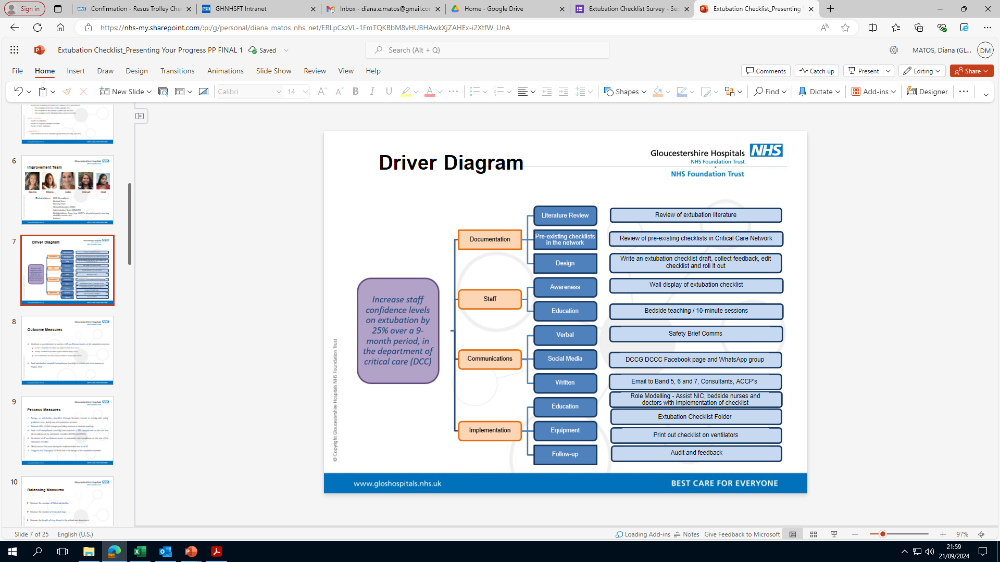 Sign in
Confirmation - Resus Trolley Che
GHNHSFT Intranet
Inbox - diana.e.matos@gmail.co
Home - Google Drive
Extubation Checklist Survey - Sep
Extubation Checklist_Presenting
https://nhs-my.sharepoint.com/:p:/g/personal/diana_matos_nhs_net/ERLpCszVL-1FmTQKBbM8vHUBHAwkXjZAHEx-i2XtfW_UnA
Extubation Checklist_Presenting Your Progress PP FINAL 1
Saved
Search (Alt + Q)
MATOS, Diana (GL...
DM
File Home Insert Draw Design Transitions Animations Slide Show Review View Help
Comments Catch up Present Editing Share
New Slide Calibri 14 Shapes Find Dictate Add-ins Designer
6
Improvement Team
Emma Diana Jade Himali Hari
7
Driver Diagram
8
Outcome Measures
9
Process Measures
10
Balancing Measures
Driver Diagram
Gloucestershire Hospitals NHS
NHS Foundation Trust
NHS Foundation Trust
Increase staff
confidence levels
on extubation by
25% over a 9-
month period, in
the department of
critical care (DCC)
Documentation
Staff
Communications
Implementation
Literature Review
Pre-existing checklists
in the network
Design
Awareness
Education
Verbal
Social Media
Written
Education
Equipment
Follow-up
Review of extubation literature
Review of pre-existing checklists in Critical Care Network
Write an extubation checklist draft, collect feedback, edit
checklist and roll it out
Wall display of extubation checklist
Bedside teaching / 10-minute sessions
Safety Brief Comms
DCCG DCCC Facebook page and WhatsApp group
Email to Band 5, 6 and 7, Consultants, ACCP's
Role Modelling - Assist NIC, bedside nurses and
doctors with implementation of checklist
Extubation Checklist Folder
Print out checklist on ventilators
Audit and feedback
© Copyright Gloucestershire Hospitals NHS Foundation Trust
www.gloshospitals.nhs.uk
BEST CARE FOR EVERYONE
Slide 7 of 25
English (U.S.)
Loading Add-ins
Notes
Give Feedback to Microsoft
97%
21:59
21/09/2024